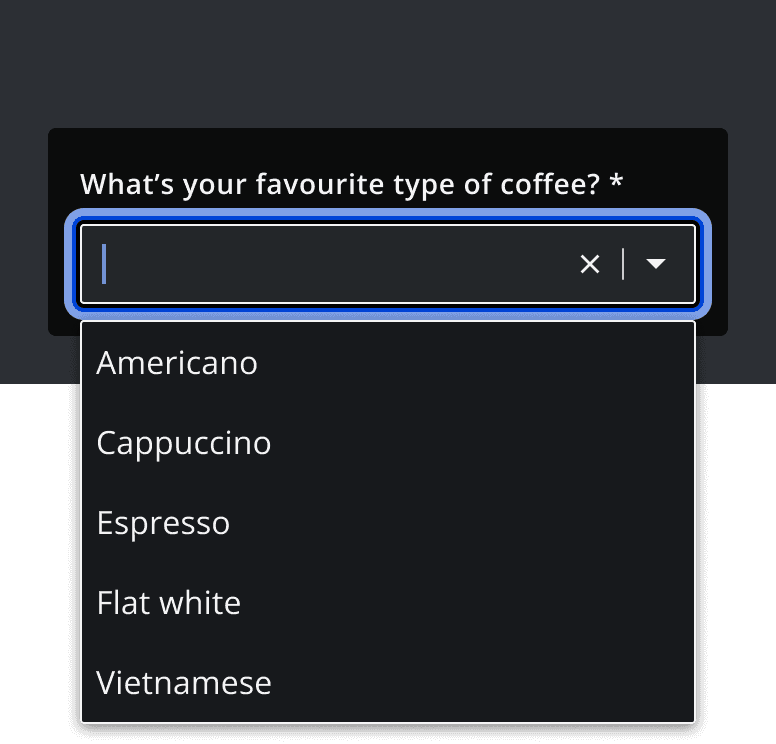 What’s your favourite type of coffee? *
Americano
Cappuccino
Espresso
Flat white
Vietnamese